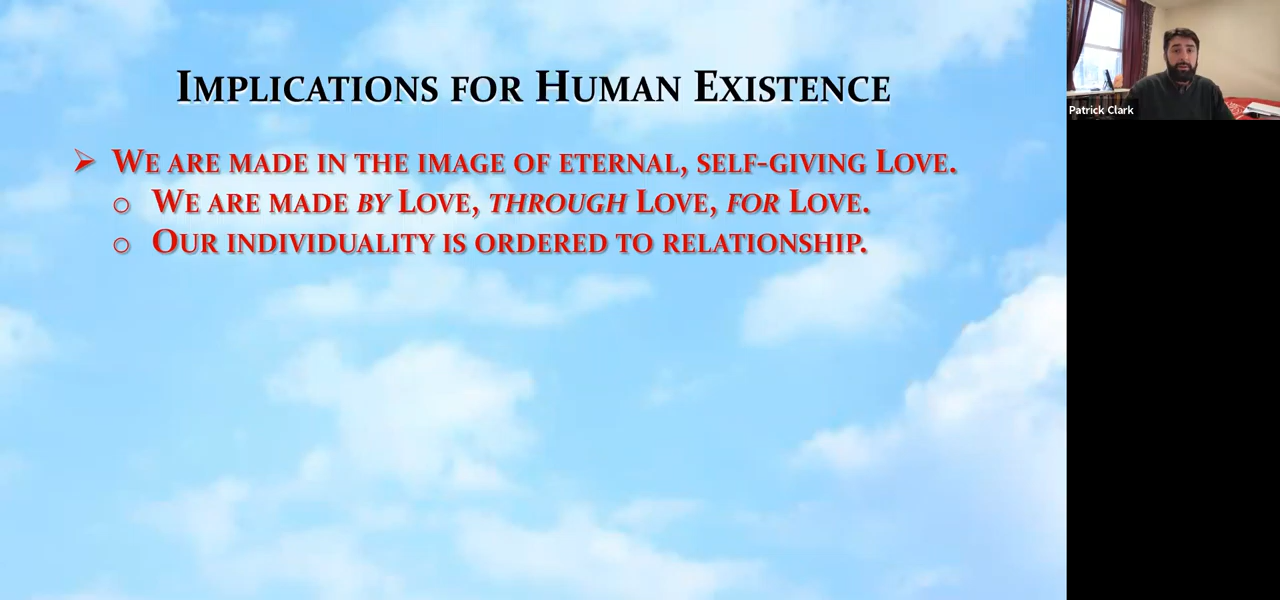 Implications for Human Existence
➢ We are made in the image of eternal, self-giving Love.
o We are made by Love, through Love, for Love.
o Our individuality is ordered to relationship.
Patrick Clark